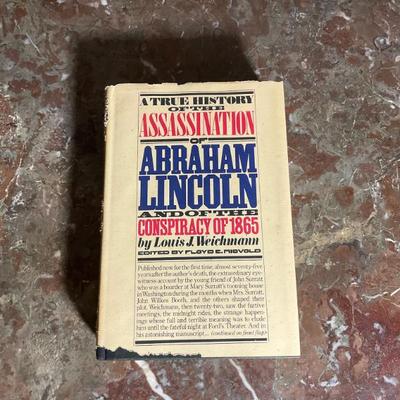 A TRUE HISTORY
OF THE
ASSASSINATION
OF
ABRAHAM
LINCOLN
AND OF THE
CONSPIRACY OF 1865
by Louis J. Weichmann
EDITED BY FLOYD E. RISVOLD
Published now for the first time, almost seventy-five
years after the author's death, the extraordinary eye-
witness account by the young friend of John Surratt
who was a boarder at Mary Surratt's rooming house
in Washington during the months when Mrs. Surratt,
John Wilkes Booth, and the others shaped their
plot. Weichmann, then twenty-two, saw the
furtive meetings, the midnight rides, the strange happen-
ings whose full and terrible meaning was to elude
him until the fateful night at Ford's Theater. And in
his astonishing manuscript... (continued on front flap)